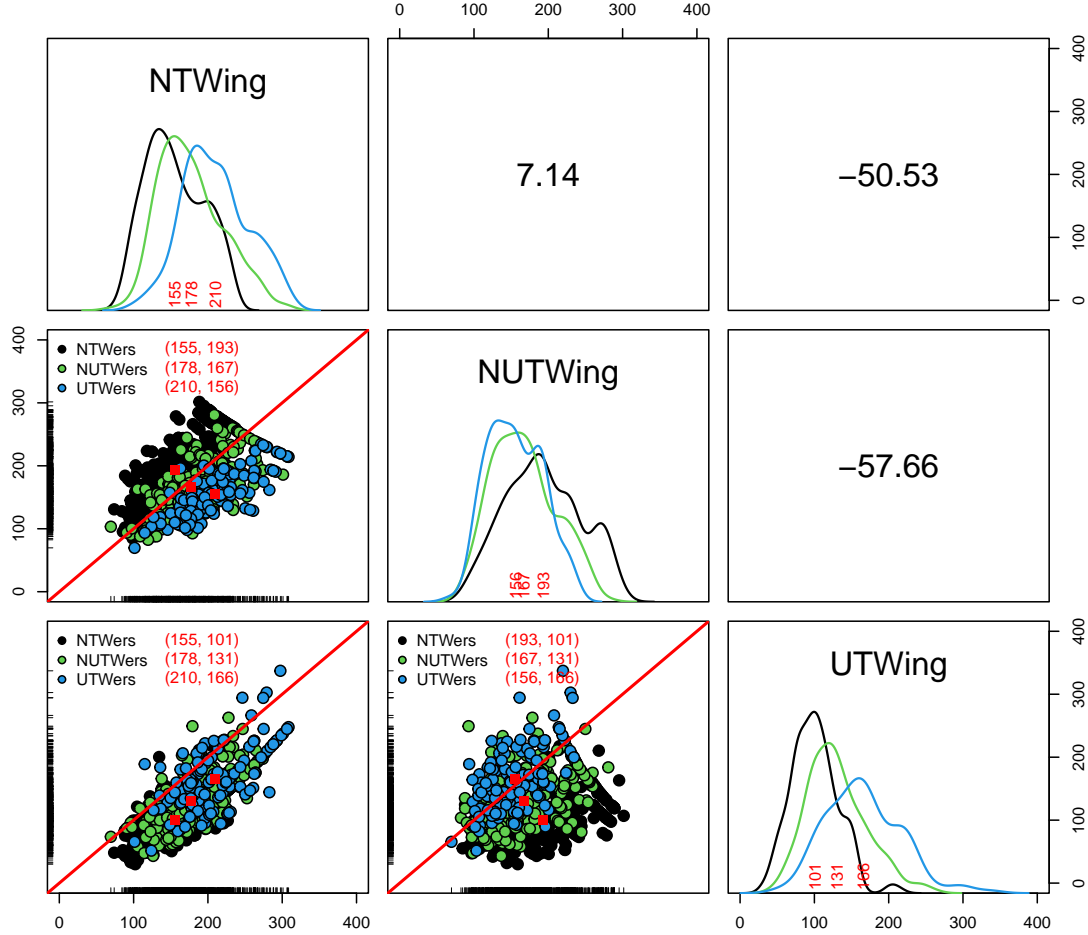 0 100 200 300 400
NTWing
155 178 210
7.14
−50.53
0 100 200 300 400
0 100 200 300 400
NTWers (155, 193)
NUTWers (178, 167)
UTWers (210, 156)
NUTWing
156 167 193
−57.66
NTWers (155, 101)
NUTWers (178, 131)
UTWers (210, 166)
0 100 200 300 400
NTWers (193, 101)
NUTWers (167, 131)
UTWers (156, 166)
UTWing
101 131 166
0 100 200 300 400
0 100 200 300 400